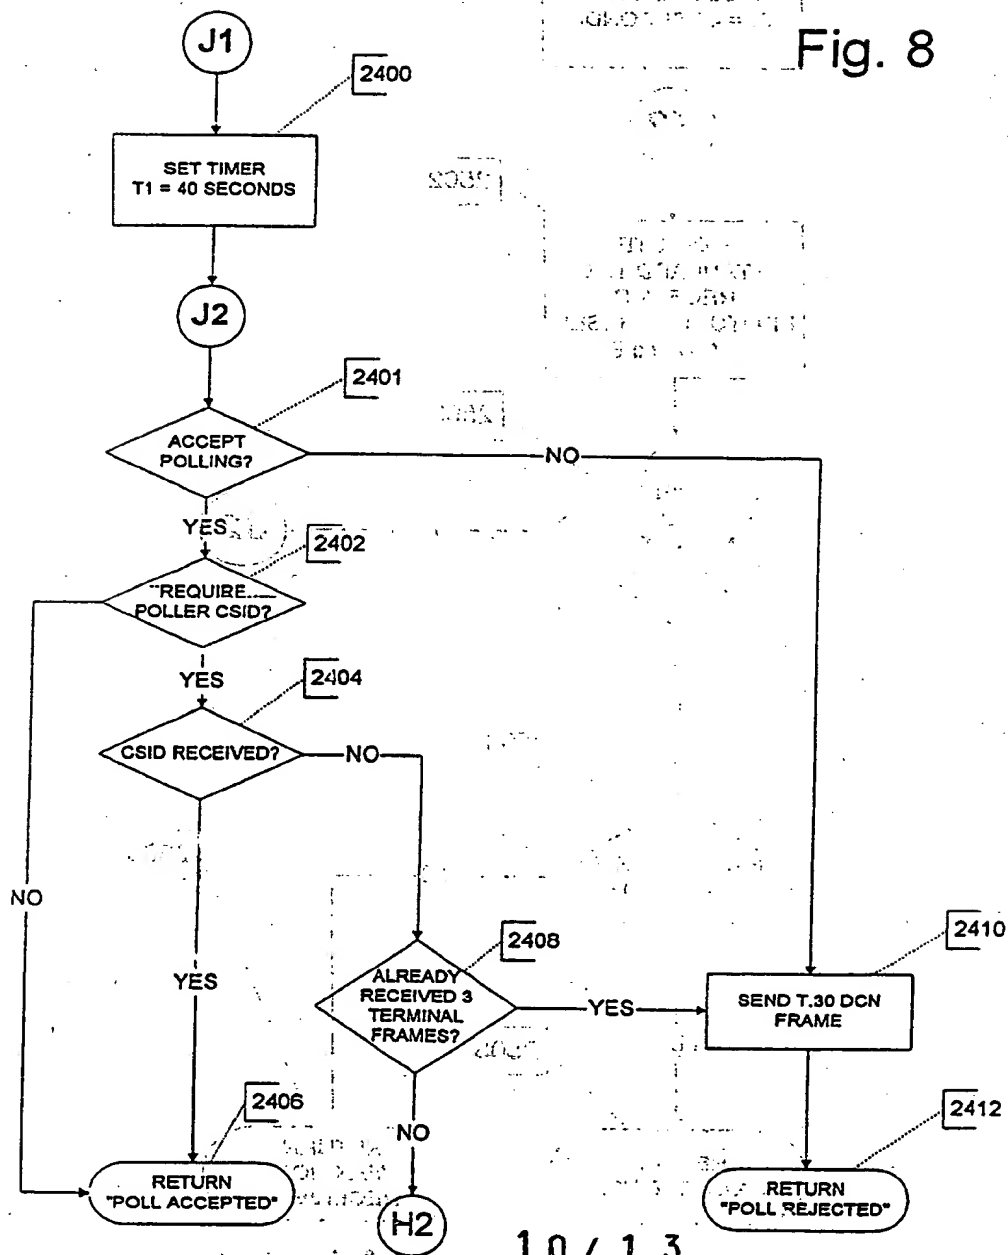 Fig. 8
J1
2400
SET TIMER
T1 = 40 SECONDS
J2
2401
ACCEPT
POLLING?
NO
YES
2402
REQUIRE
POLLER CSID?
YES
2404
CSID RECEIVED?
NO
NO
YES
2408
ALREADY
RECEIVED 3
TERMINAL
FRAMES?
YES
2410
SEND T.30 DCN
FRAME
2406
NO
2412
RETURN
"POLL ACCEPTED"
H2
RETURN
"POLL REJECTED"
10/13